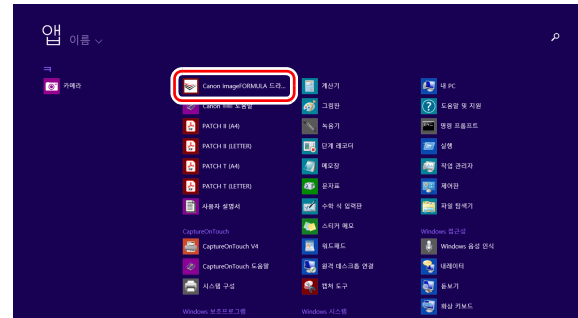 앱 이름
ㅋ
카메라
Canon imageFORMULA 드라...
도움말
PATCH II (A4)
PATCH II (LETTER)
PATCH T (A4)
PATCH T (LETTER)
사용자 설명서
CaptureOnTouch
CaptureOnTouch V4
CaptureOnTouch 도움말
시스템 구성
Windows 보조프로그램
계산기
그림판
녹음기
단계 레코더
메모장
문자표
수학 식 입력판
스티커 메모
워드패드
원격 데스크톱 연결
캡처 도구
Windows 시스템
내 PC
도움말 및 지원
명령 프롬프트
실행
작업 관리자
제어판
파일 탐색기
Windows 접근성
Windows 음성 인식
내레이터
돋보기
화상 키보드